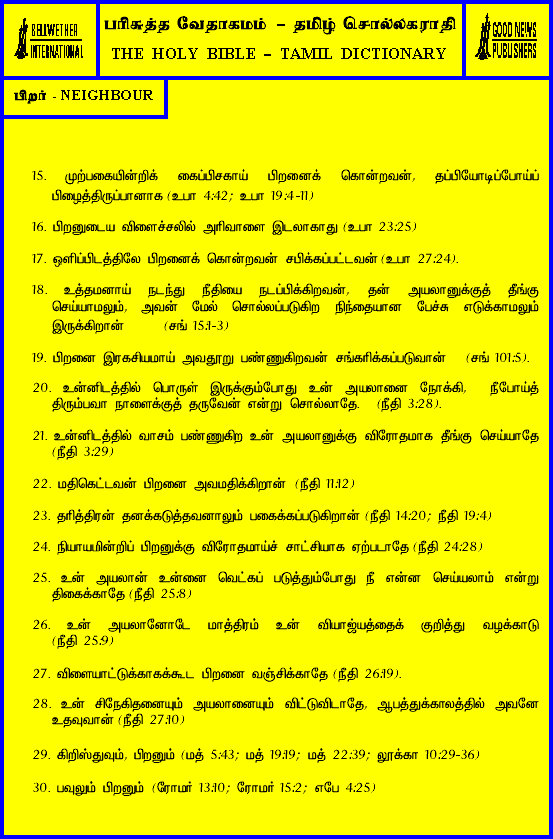 BELLWETHER
INTERNATIONAL
பரிசுத்த வேதாகமம் – தமிழ் சொல்லகராதி
THE HOLY BIBLE – TAMIL DICTIONARY
GOOD NEWS
PUBLISHERS
பிறர் - NEIGHBOUR
15. முற்பகையின்றிக் கைப்பிசகாய் பிறனைக் கொன்றவன், தப்பியோடிப்போய்ப்
பிழைத்திருப்பானாக (உபா 4:42; உபா 19:4-11)
16. பிறனுடைய விளைச்சலில் அரிவாளை இடலாகாது (உபா 23:25)
17. ஒளிப்பிடத்திலே பிறனைக் கொன்றவன் சபிக்கப்பட்டவன் (உபா 27:24).
18. உத்தமனாய் நடந்து நீதியை நடப்பிக்கிறவன், தன் அயலானுக்குத் தீங்கு
செய்யாமலும், அவன் மேல் சொல்லப்படுகிற நிந்தையான பேச்சு எடுக்காமலும்
இருக்கிறான் (சங் 15:1-3)
19. பிறனை இரகசியமாய் அவதூறு பண்ணுகிறவன் சங்கரிக்கப்படுவான் (சங் 101:5).
20. உன்னிடத்தில் பொருள் இருக்கும்போது உன் அயலானை நோக்கி, நீபோய்த்
திரும்பவா நாளைக்குத் தருவேன் என்று சொல்லாதே. (நீதி 3:28).
21. உன்னிடத்தில் வாசம் பண்ணுகிற உன் அயலானுக்கு விரோதமாக தீங்கு செய்யாதே
(நீதி 3:29)
22. மதிகெட்டவன் பிறனை அவமதிக்கிறான் (நீதி 11:12)
23. தரித்திரன் தனக்கடுத்தவனாலும் பகைக்கப்படுகிறான் (நீதி 14:20; நீதி 19:4)
24. நியாயமின்றிப் பிறனுக்கு விரோதமாய்ச் சாட்சியாக ஏற்படாதே (நீதி 24:28)
25. உன் அயலான் உன்னை வெட்கப் படுத்தும்போது நீ என்ன செய்யலாம் என்று
திகைக்காதே (நீதி 25:8)
26. உன் அயலானோடே மாத்திரம் உன் வியாஜ்யத்தைக் குறித்து வழக்காடு
(நீதி 25:9)
27. விளையாட்டுக்காகக்கூட பிறனை வஞ்சிக்காதே (நீதி 26:19).
28. உன் சிநேகிதனையும் அயலானையும் விட்டுவிடாதே, ஆபத்துக்காலத்தில் அவனே
உதவுவான் (நீதி 27:10)
29. கிறிஸ்துவும், பிறனும் (மத் 5:43; மத் 19:19; மத் 22:39; லூக்கா 10:29-36)
30. பவுலும் பிறனும் (ரோமர் 13:10; ரோமர் 15:2; எபே 4:25)